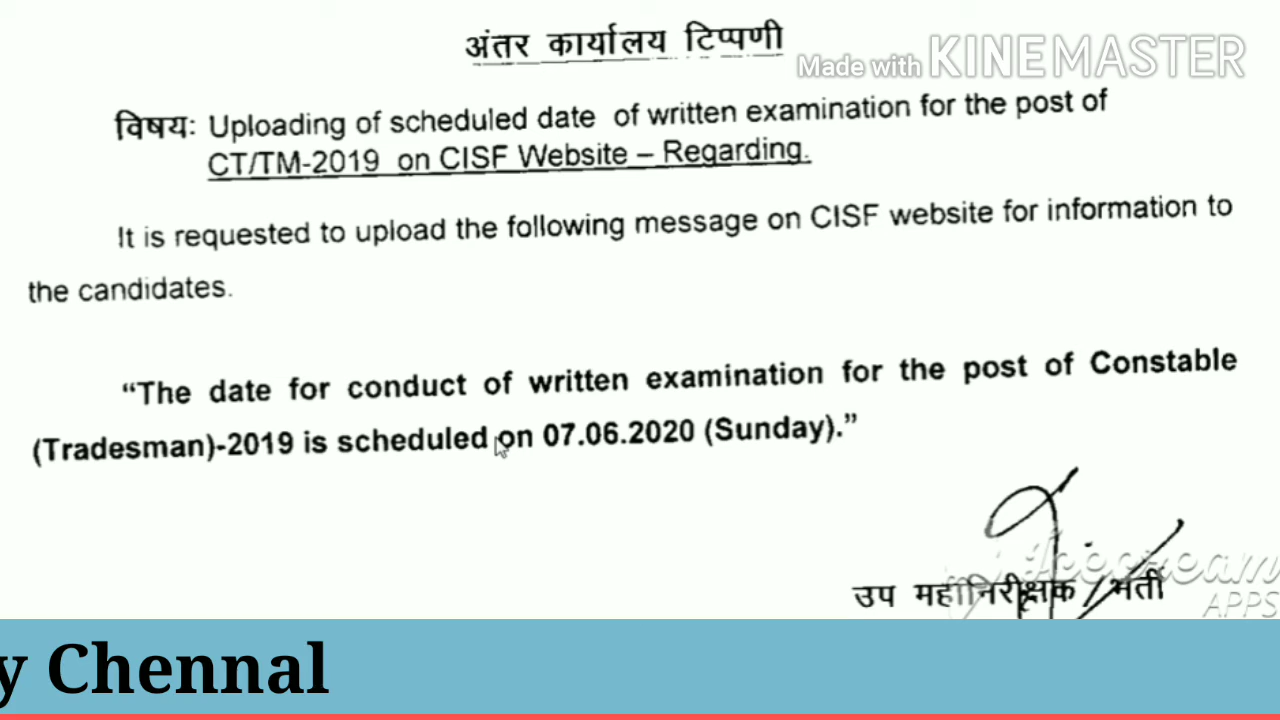 अंतर कार्यालय टिप्पणी
Made with KINEMASTER
विषय: Uploading of scheduled date of written examination for the post of
CT/TM-2019 on CISF Website – Regarding.
It is requested to upload the following message on CISF website for information to
the candidates.
“The date for conduct of written examination for the post of Constable
(Tradesman)-2019 is scheduled on 07.06.2020 (Sunday).”
उप महानिरीक्षक / भर्ती
APPS
y Chennal